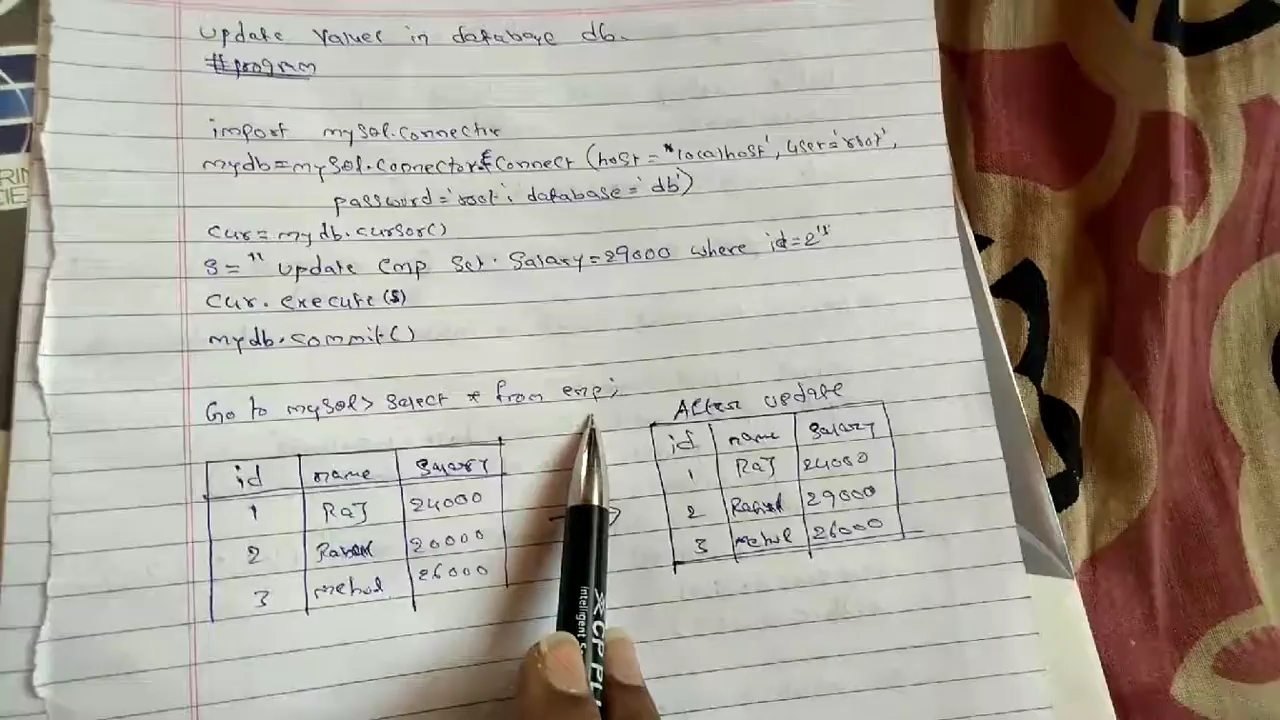 update values in database db.
#program
import mysql.connector
mydb=mysql.connector.connect (host = "localhost', user='root',
password='root', database='db')
cur=mydb.cursor()
s=" update emp set salary=29000 where id=2"
cur.execute(s)
mydb.commit()
Go to mysql> select * from emp;
After update
id name salary
1 RaJ 24000
2 20000
3 mehul 26000
id name salary
1 RaJ 24000
2 29000
3 mehul 26000
XCPPL
Intelligent